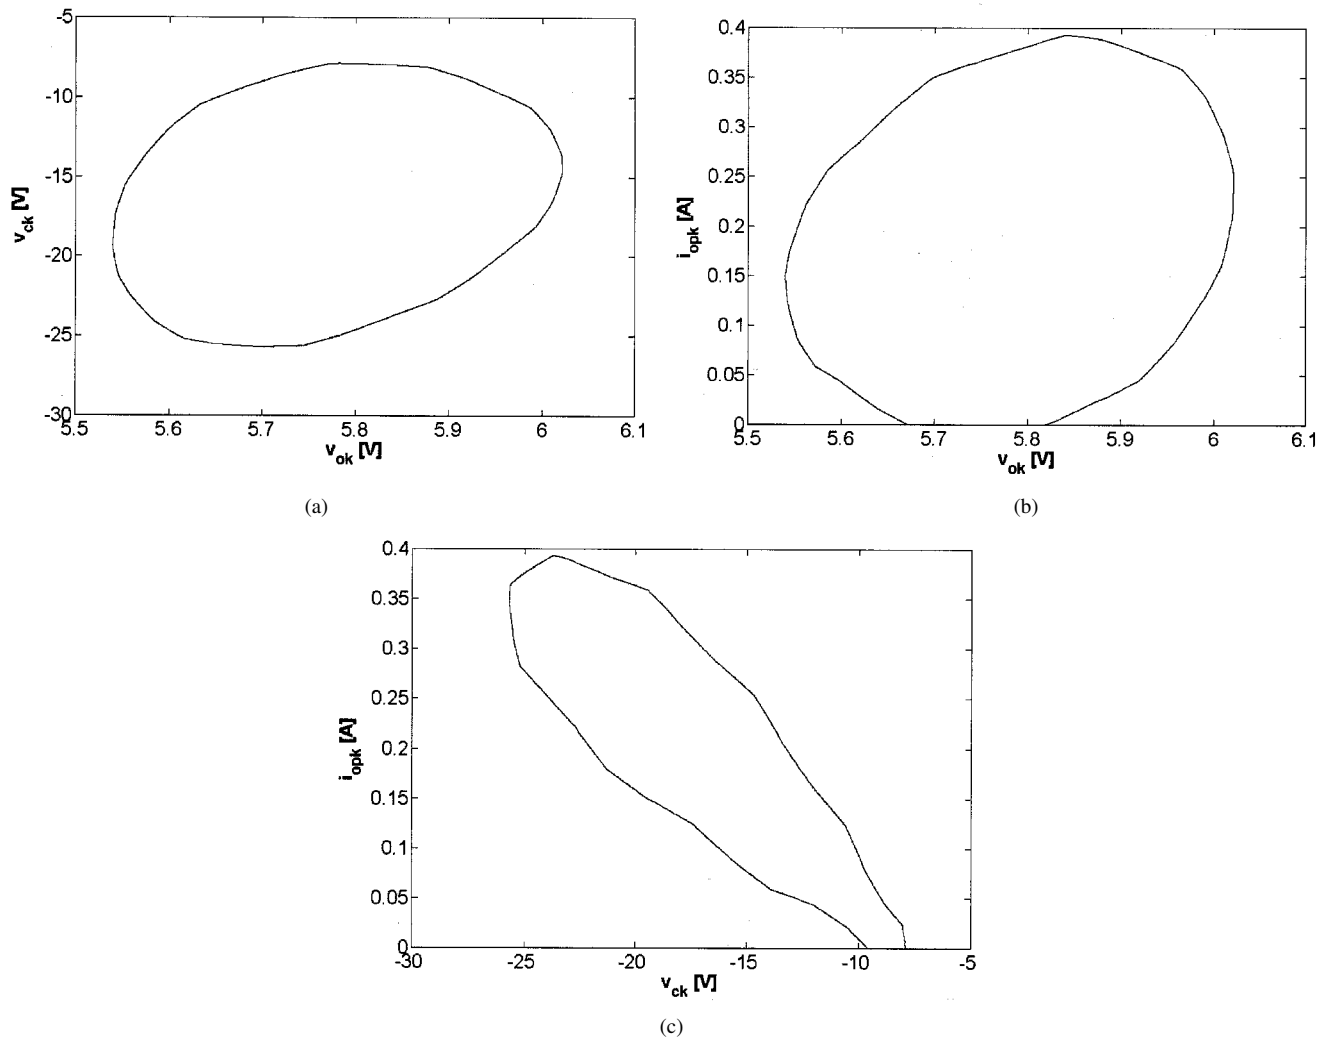 -5
-10
-15
-20
-25
-30
v_ck [V]
5.5 5.6 5.7 5.8 5.9 6 6.1
v_ok [V]
(a)
0.4
0.35
0.3
0.25
0.2
0.15
0.1
0.05
0
i_opk [A]
5.5 5.6 5.7 5.8 5.9 6 6.1
v_ok [V]
(b)
0.4
0.35
0.3
0.25
0.2
0.15
0.1
0.05
0
i_opk [A]
-30 -25 -20 -15 -10 -5
v_ck [V]
(c)